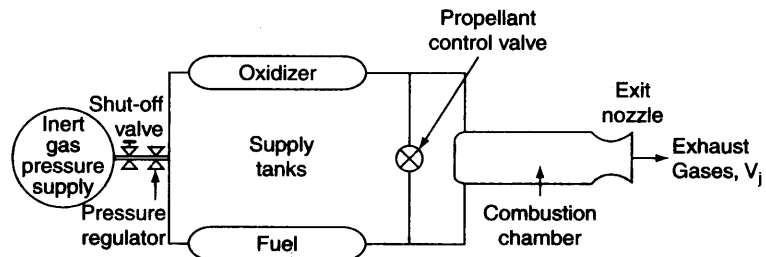 Propellant
control valve
Oxidizer
Shut-off
valve
Inert
gas
pressure
supply
Supply
tanks
Exit
nozzle
Exhaust
Gases, Vj
Pressure
regulator
Fuel
Combustion
chamber